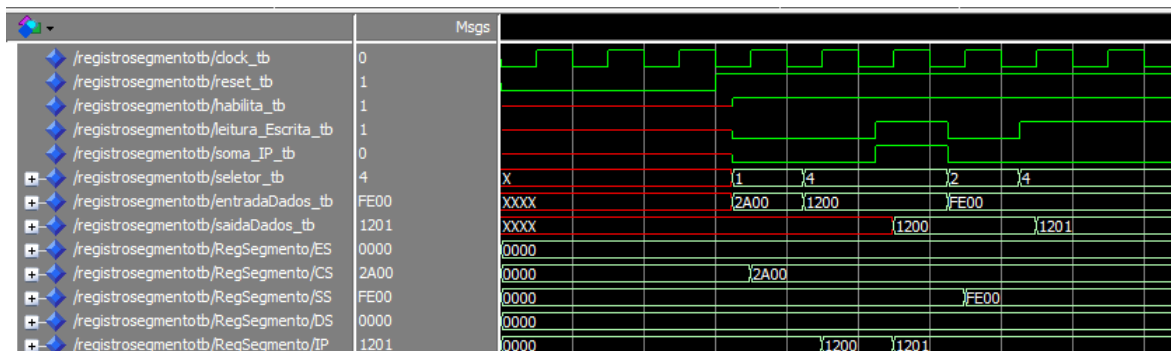 Msgs
/registrosegmentotb/clock_tb 0
/registrosegmentotb/reset_tb 1
/registrosegmentotb/habilita_tb 1
/registrosegmentotb/leitura_Escrita_tb 1
/registrosegmentotb/soma_IP_tb 0
/registrosegmentotb/seletor_tb 4 X 1 4 2 4
/registrosegmentotb/entradaDados_tb FE00 XXXX 2A00 1200 FE00
/registrosegmentotb/saidaDados_tb 1201 XXXX 1200 1201
/registrosegmentotb/RegSegmento/ES 0000 0000
/registrosegmentotb/RegSegmento/CS 2A00 0000 2A00
/registrosegmentotb/RegSegmento/SS FE00 0000 FE00
/registrosegmentotb/RegSegmento/DS 0000 0000
/registrosegmentotb/RegSegmento/IP 1201 0000 1200 1201